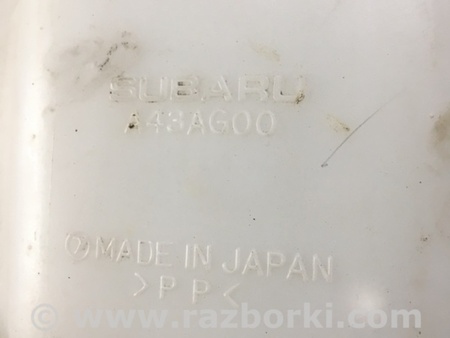 SUBARU
A43AG00
MADE IN JAPAN
>PP<
© www.razborki.com